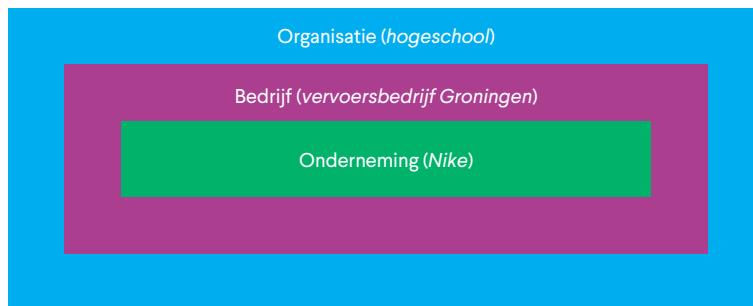 Organisatie (hogeschool)
Bedrijf (vervoersbedrijf Groningen)
Onderneming (Nike)